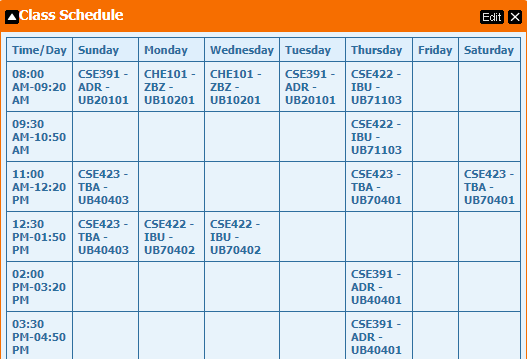 Class Schedule Edit
Time/Day Sunday Monday Wednesday Tuesday Thursday Friday Saturday
08:00 CSE391 - CHE101 - CHE101 - CSE391 - CSE422 -
AM-09:20 ADR - ZBZ - ZBZ - ADR - IBU -
AM UB20101 UB10201 UB10201 UB20101 UB71103
09:30 CSE422 -
AM-10:50 IBU -
AM UB71103
11:00 CSE423 - CSE423 - CSE423 -
AM-12:20 TBA - TBA - TBA -
PM UB40403 UB70401 UB70401
12:30 CSE423 - CSE422 - CSE422 -
PM-01:50 TBA - IBU - IBU -
PM UB40403 UB70402 UB70402
02:00 CSE391 -
PM-03:20 ADR -
PM UB40401
03:30 CSE391 -
PM-04:50 ADR -
PM UB40401